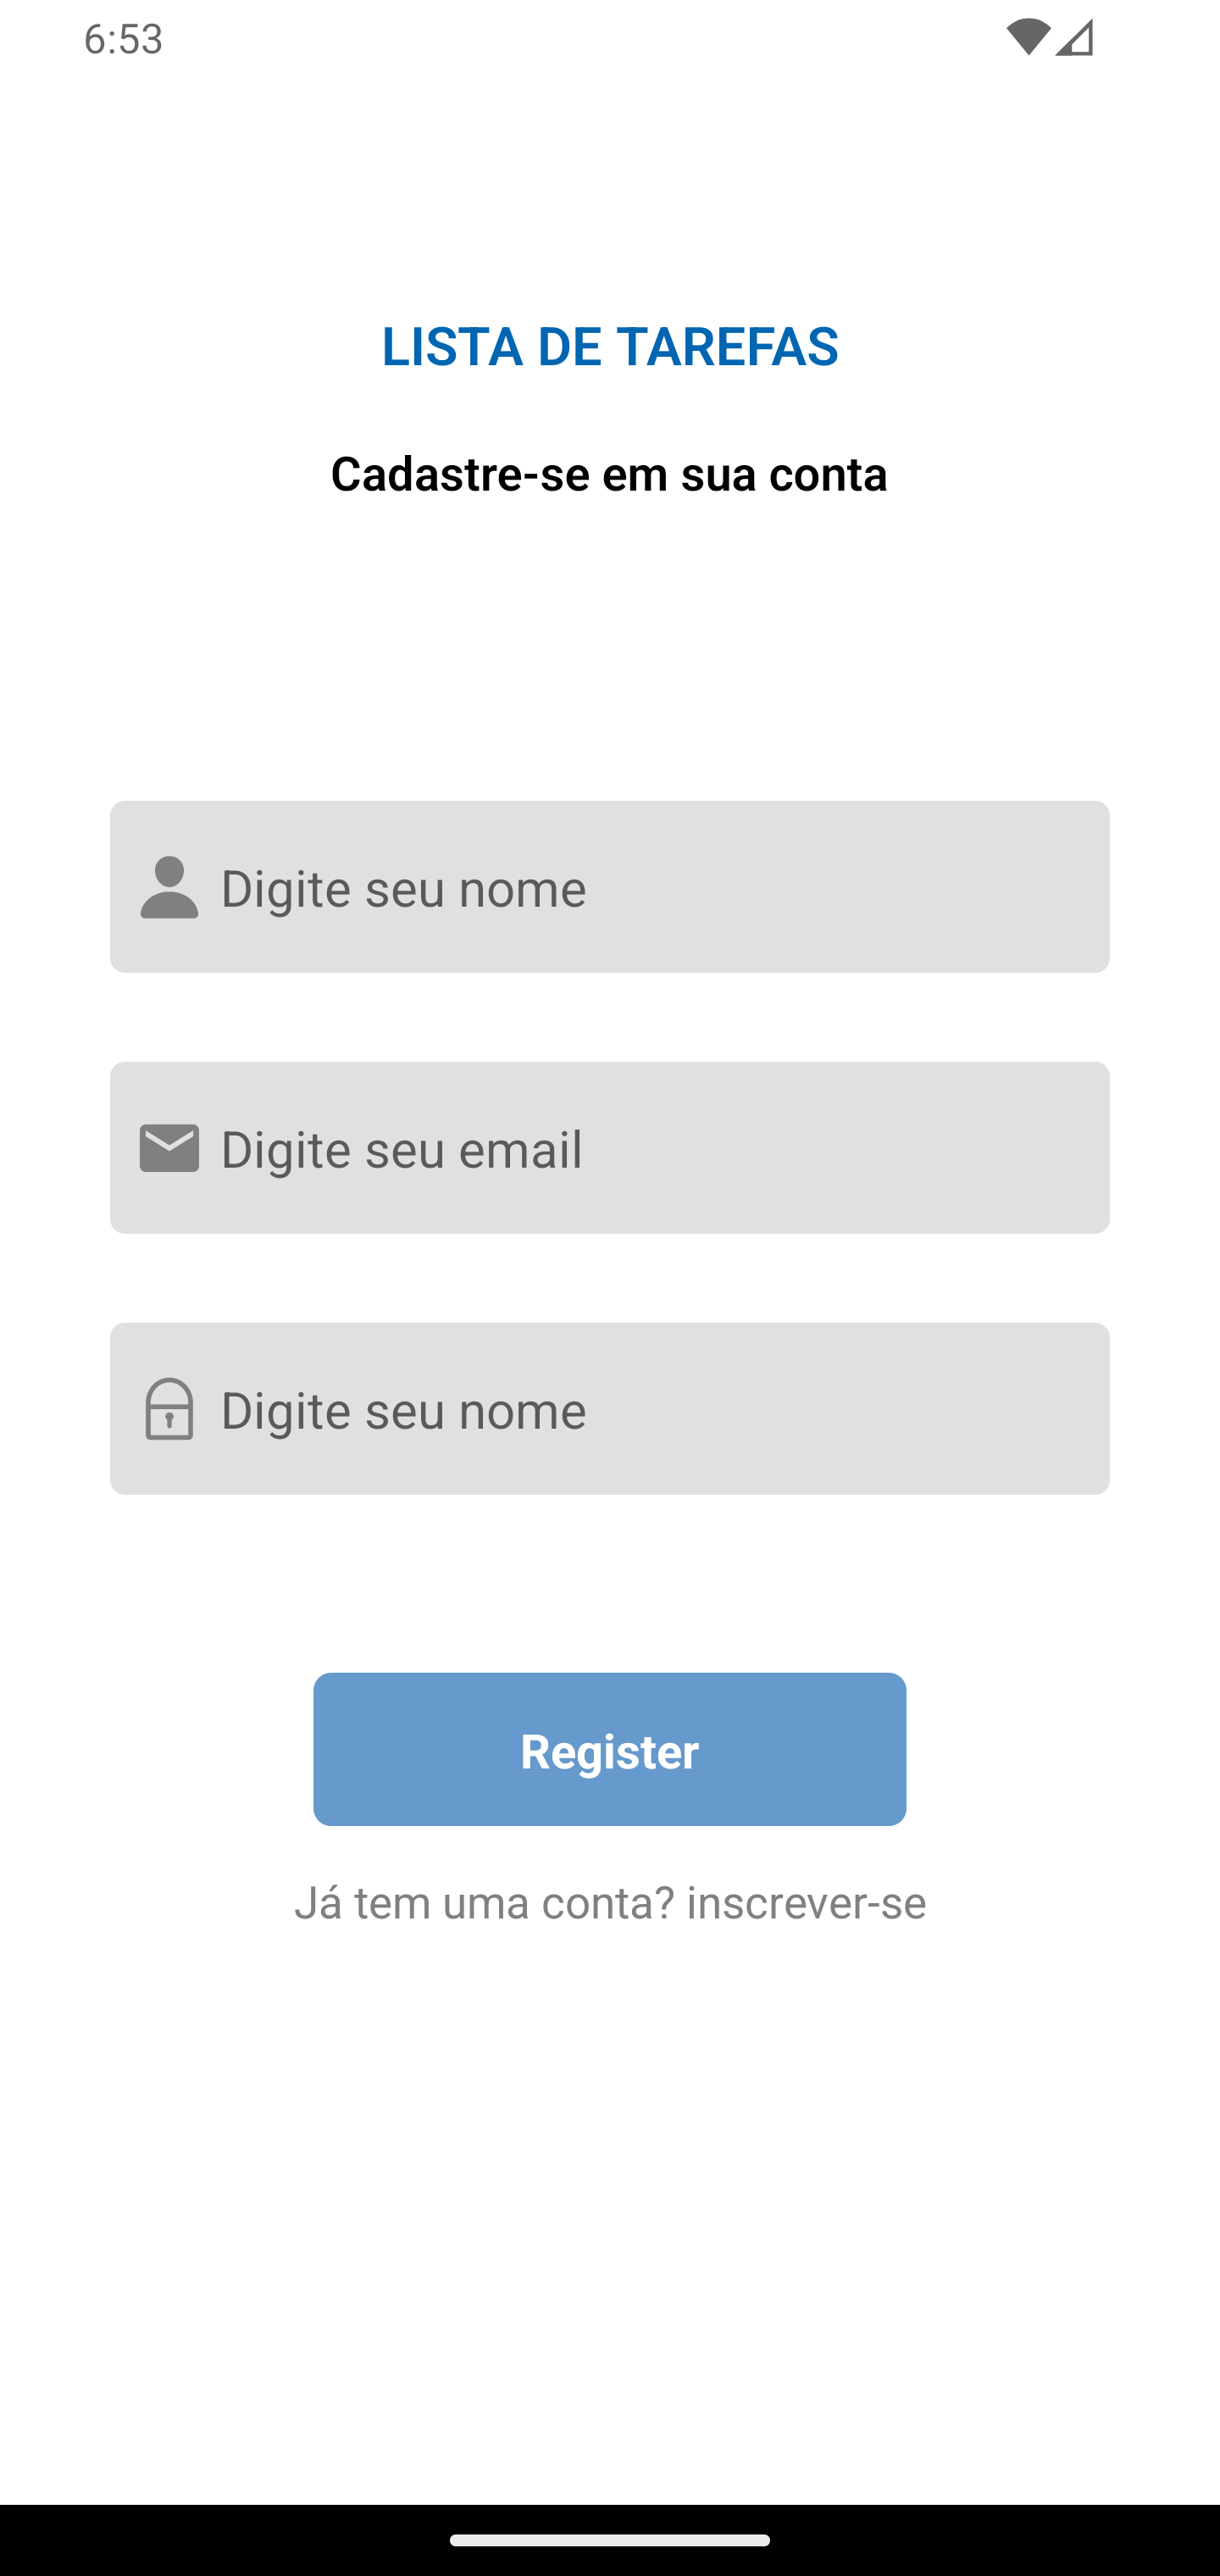 6:53
LISTA DE TAREFAS
Cadastre-se em sua conta
Digite seu nome
Digite seu email
Digite seu nome
Register
Já tem uma conta? inscrever-se